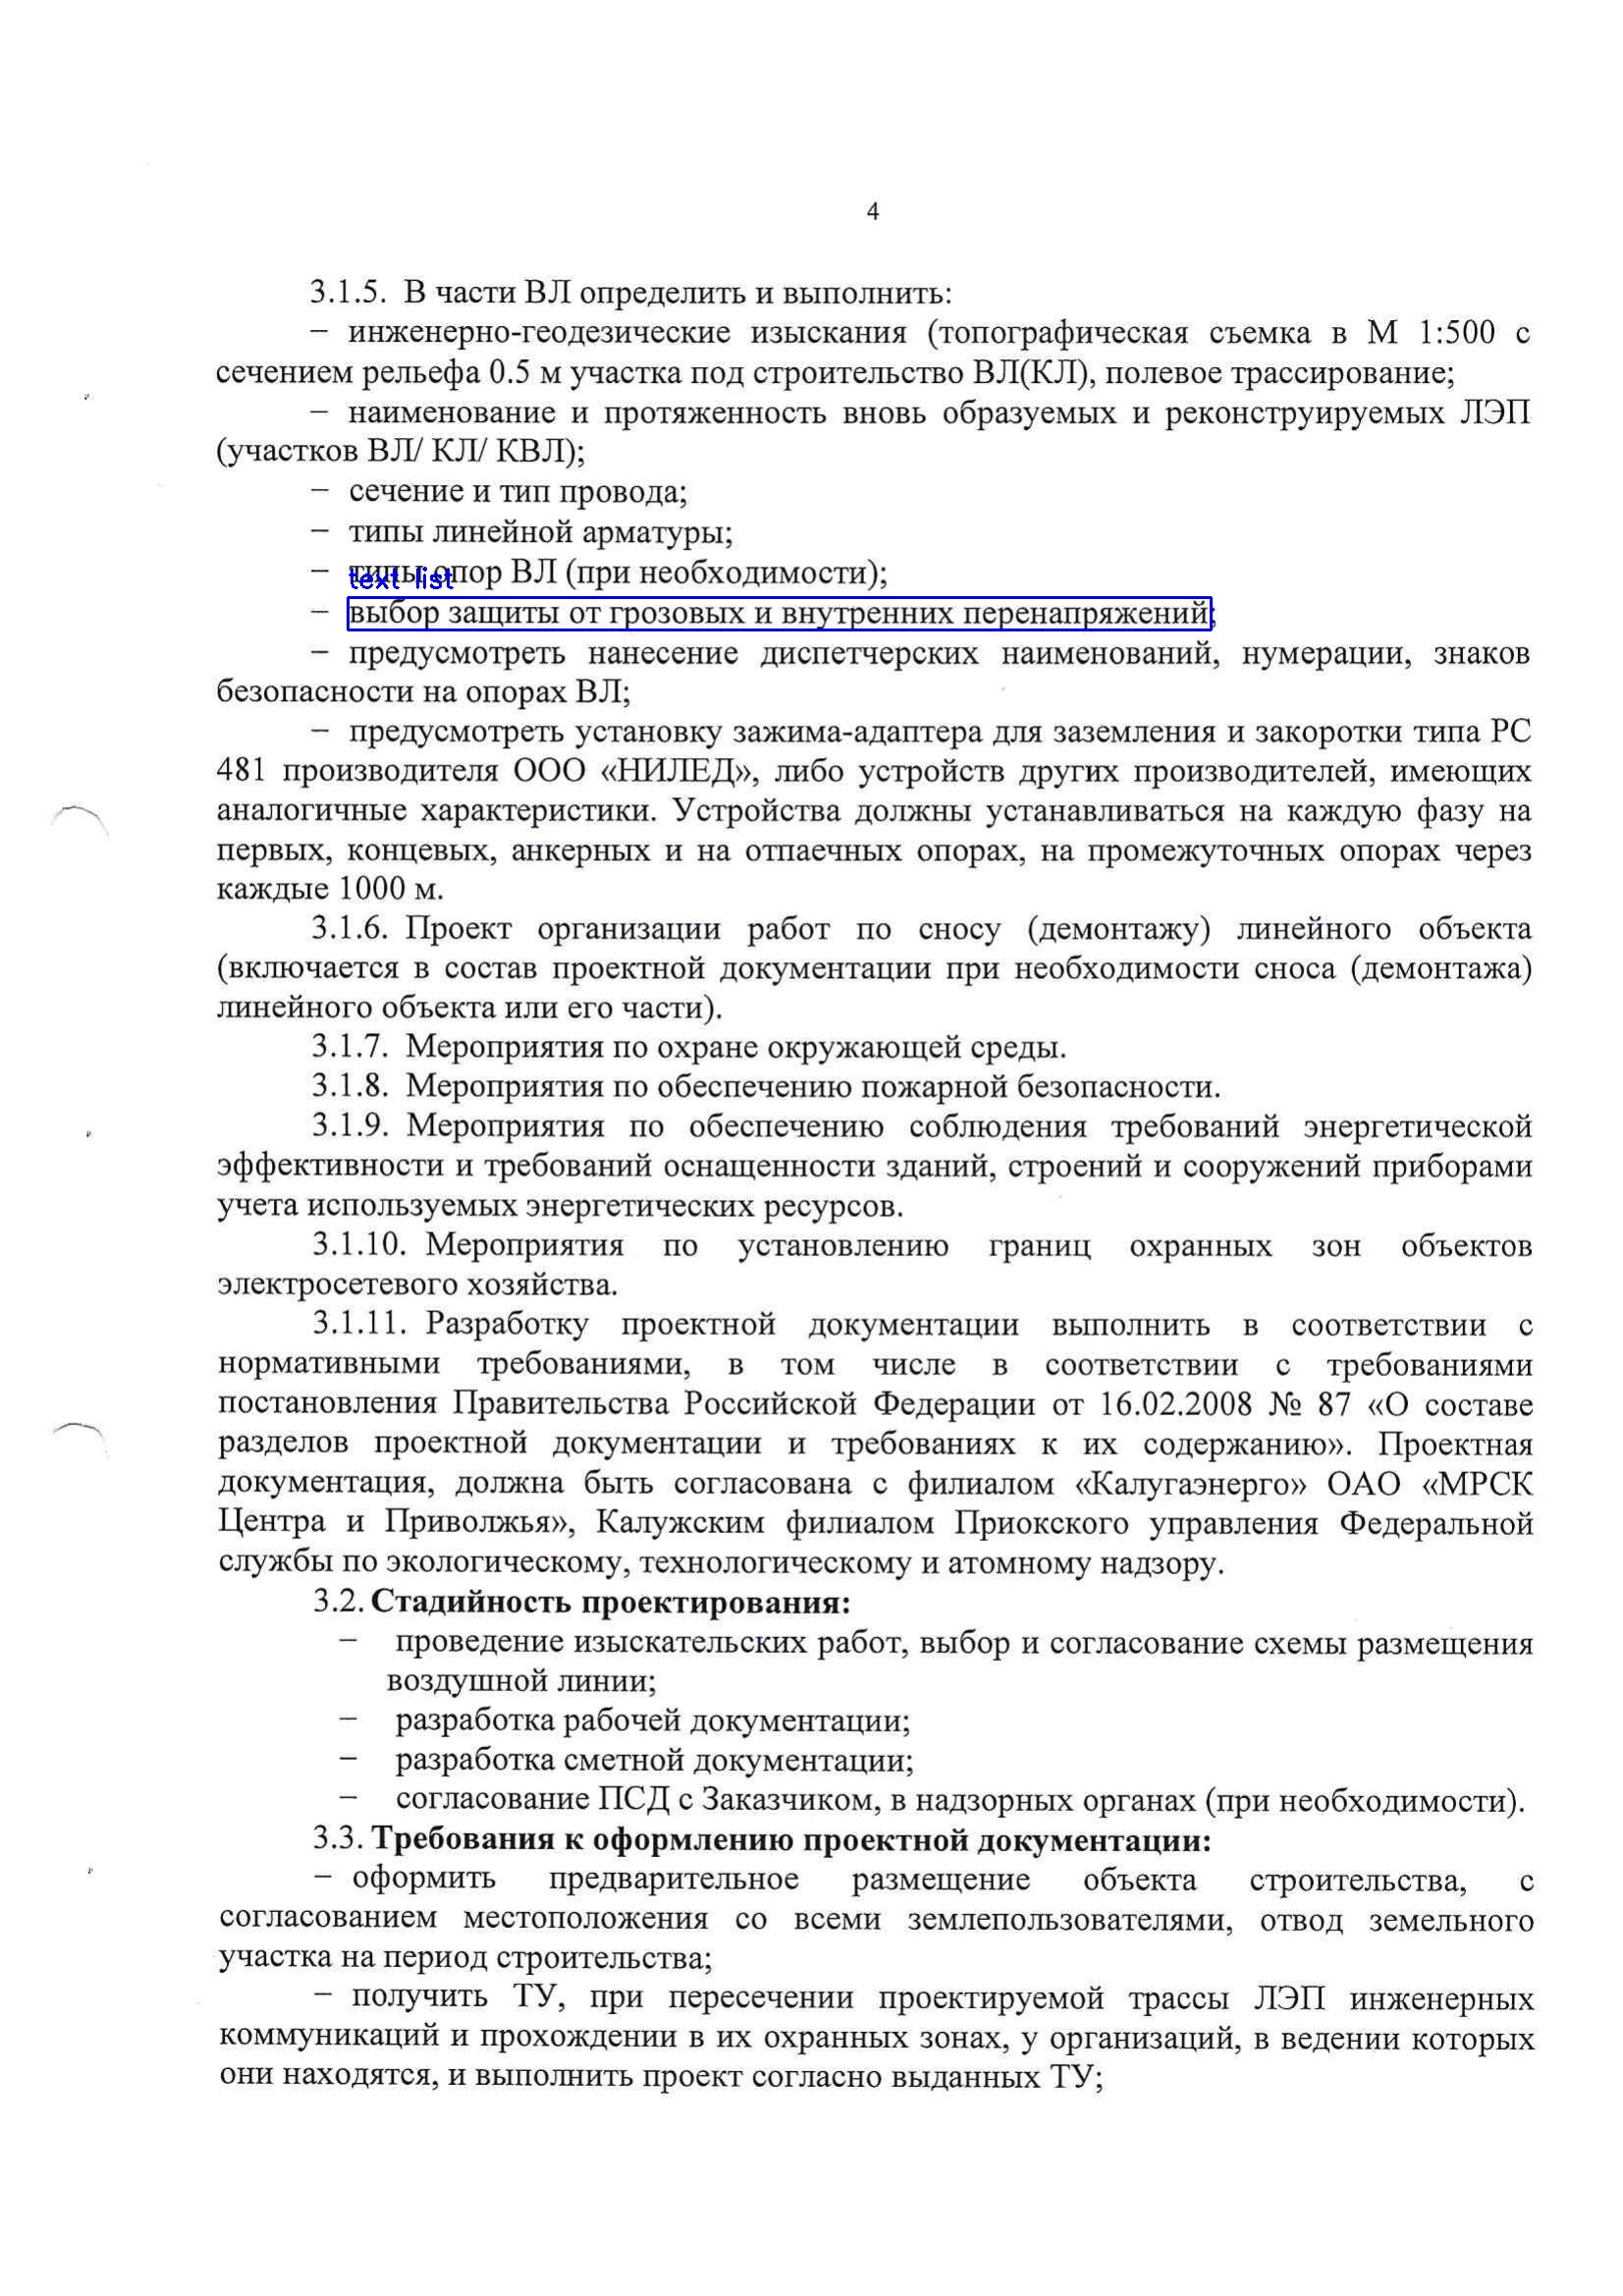 4
3.1.5. В части ВЛ определить и выполнить:
− инженерно-геодезические изыскания (топографическая съемка в М 1:500 с
сечением рельефа 0.5 м участка под строительство ВЛ(КЛ), полевое трассирование;
− наименование и протяженность вновь образуемых и реконструируемых ЛЭП
(участков ВЛ/ КЛ/ КВЛ);
− сечение и тип провода;
− типы линейной арматуры;
− типы опор ВЛ (при необходимости);
text list
− выбор защиты от грозовых и внутренних перенапряжений;
− предусмотреть нанесение диспетчерских наименований, нумерации, знаков
безопасности на опорах ВЛ;
− предусмотреть установку зажима-адаптера для заземления и закоротки типа РС
481 производителя ООО «НИЛЕД», либо устройств других производителей, имеющих
аналогичные характеристики. Устройства должны устанавливаться на каждую фазу на
первых, концевых, анкерных и на отпаечных опорах, на промежуточных опорах через
каждые 1000 м.
3.1.6. Проект организации работ по сносу (демонтажу) линейного объекта
(включается в состав проектной документации при необходимости сноса (демонтажа)
линейного объекта или его части).
3.1.7. Мероприятия по охране окружающей среды.
3.1.8. Мероприятия по обеспечению пожарной безопасности.
3.1.9. Мероприятия по обеспечению соблюдения требований энергетической
эффективности и требований оснащенности зданий, строений и сооружений приборами
учета используемых энергетических ресурсов.
3.1.10. Мероприятия по установлению границ охранных зон объектов
электросетевого хозяйства.
3.1.11. Разработку проектной документации выполнить в соответствии с
нормативными требованиями, в том числе в соответствии с требованиями
постановления Правительства Российской Федерации от 16.02.2008 № 87 «О составе
разделов проектной документации и требованиях к их содержанию». Проектная
документация, должна быть согласована с филиалом «Калугаэнерго» ОАО «МРСК
Центра и Приволжья», Калужским филиалом Приокского управления Федеральной
службы по экологическому, технологическому и атомному надзору.
3.2. Стадийность проектирования:
− проведение изыскательских работ, выбор и согласование схемы размещения
воздушной линии;
− разработка рабочей документации;
− разработка сметной документации;
− согласование ПСД с Заказчиком, в надзорных органах (при необходимости).
3.3. Требования к оформлению проектной документации:
− оформить предварительное размещение объекта строительства, с
согласованием местоположения со всеми землепользователями, отвод земельного
участка на период строительства;
− получить ТУ, при пересечении проектируемой трассы ЛЭП инженерных
коммуникаций и прохождении в их охранных зонах, у организаций, в ведении которых
они находятся, и выполнить проект согласно выданных ТУ;